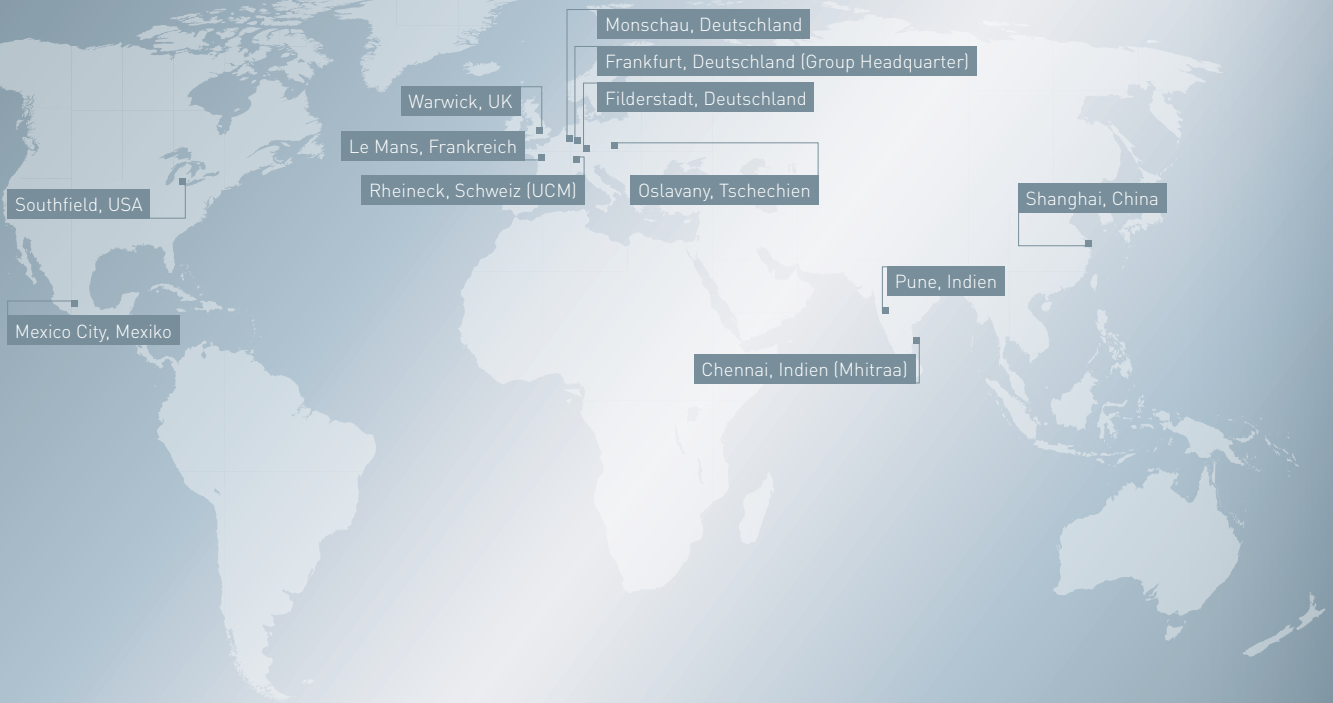 Monschau, Deutschland
Frankfurt, Deutschland (Group Headquarter)
Filderstadt, Deutschland
Warwick, UK
Le Mans, Frankreich
Rheineck, Schweiz (UCM)
Oslavany, Tschechien
Southfield, USA
Shanghai, China
Pune, Indien
Mexico City, Mexiko
Chennai, Indien (Mhitraa)